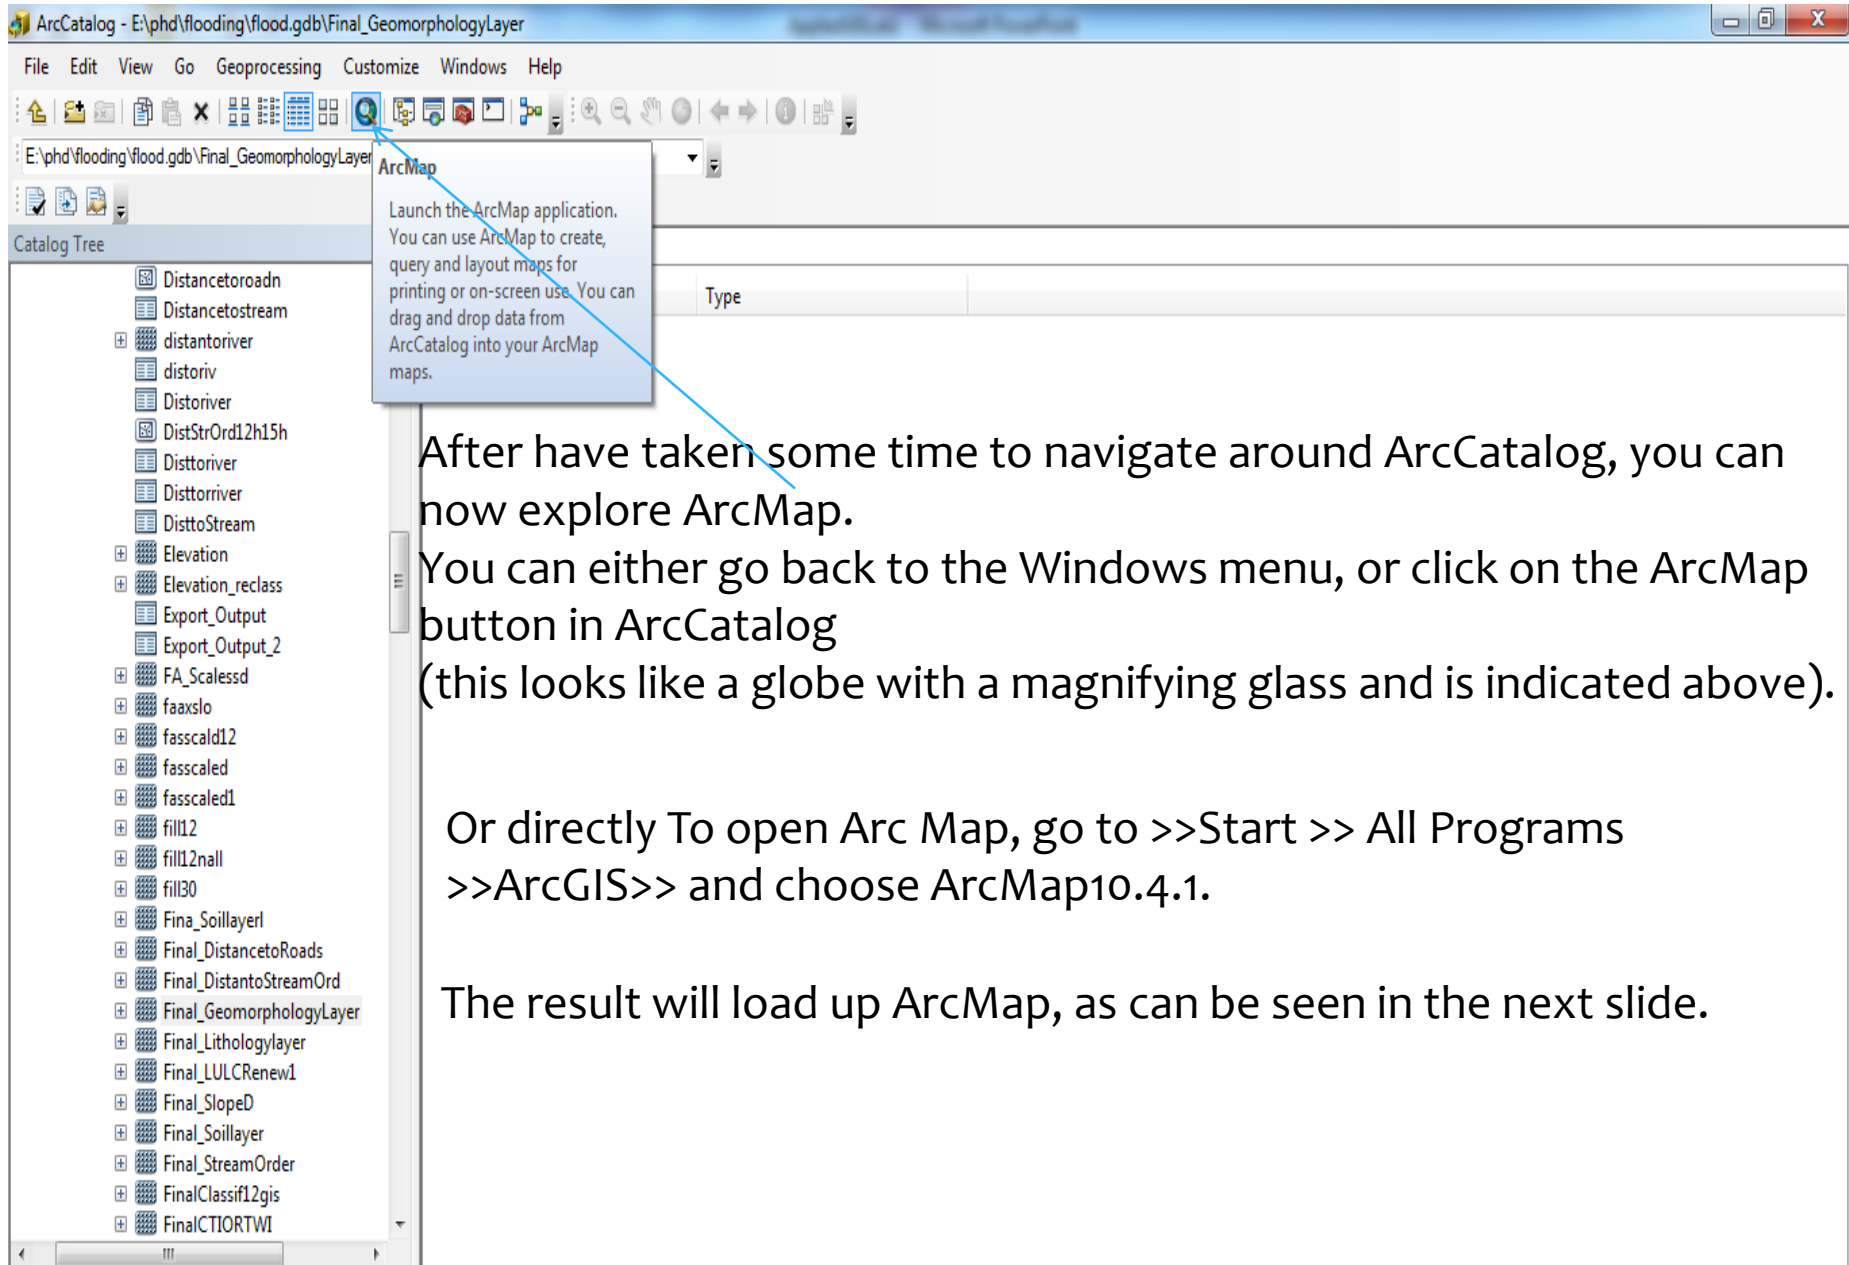 ArcCatalog - E:\phd\flooding\flood.gdb\Final_GeomorphologyLayer
File Edit View Go Geoprocessing Customize Windows Help
E:\phd\flooding\flood.gdb\Final_GeomorphologyLayer
ArcMap
Launch the ArcMap application.
You can use ArcMap to create,
query and layout maps for
printing or on-screen use. You can
drag and drop data from
ArcCatalog into your ArcMap
maps.
Catalog Tree
Type
Distancetoroadn
Distancetostream
distantoriver
distoriv
Distoriver
DistStrOrd12h15h
Disttoriver
Disttorriver
DisttoStream
Elevation
Elevation_reclass
Export_Output
Export_Output_2
FA_Scalessd
faaxslo
fasscald12
fasscaled
fasscaled1
fill12
fill12nall
fill30
Fina_Soillayerl
Final_DistancetoRoads
Final_DistantoStreamOrd
Final_GeomorphologyLayer
Final_Lithologylayer
Final_LULCRenew1
Final_SlopeD
Final_Soillayer
Final_StreamOrder
FinalClassif12gis
FinalCTIORTWI
After have taken some time to navigate around ArcCatalog, you can
now explore ArcMap.
You can either go back to the Windows menu, or click on the ArcMap
button in ArcCatalog
(this looks like a globe with a magnifying glass and is indicated above).
Or directly To open Arc Map, go to >>Start >> All Programs
>>ArcGIS>> and choose ArcMap10.4.1.
The result will load up ArcMap, as can be seen in the next slide.